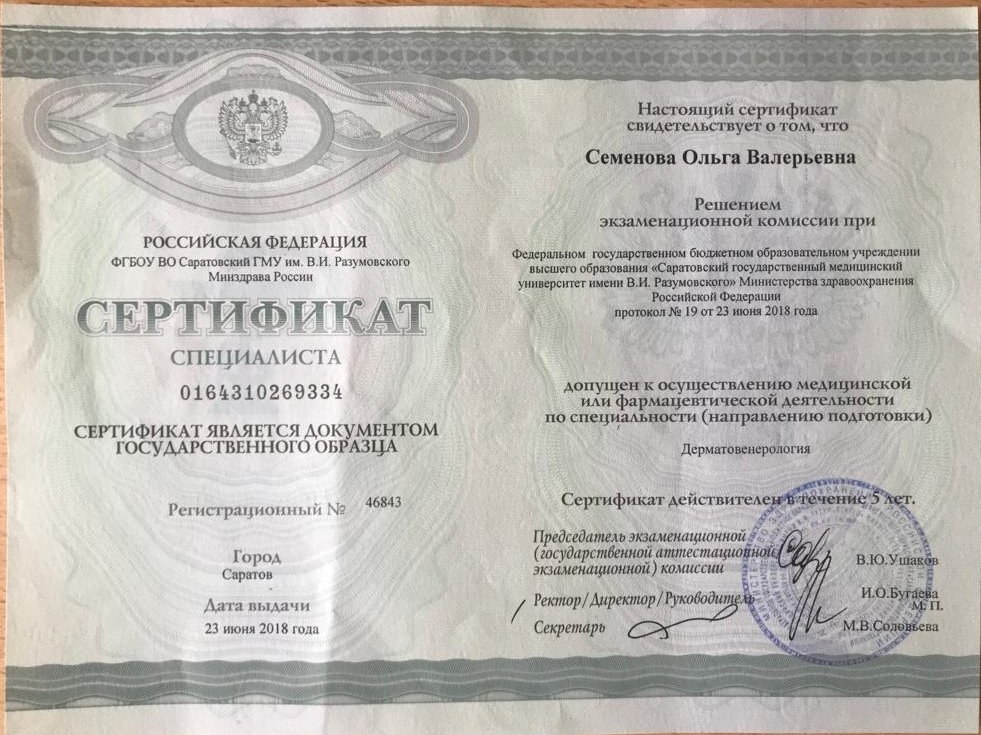 РОССИЙСКАЯ ФЕДЕРАЦИЯ
ФГБОУ ВО Саратовский ГМУ им. В.И. Разумовского
Минздрава России
СЕРТИФИКАТ
СПЕЦИАЛИСТА
0164310269334
СЕРТИФИКАТ ЯВЛЯЕТСЯ ДОКУМЕНТОМ
ГОСУДАРСТВЕННОГО ОБРАЗЦА
Регистрационный № 46843
Город
Саратов
Дата выдачи
23 июня 2018 года
Настоящий сертификат
свидетельствует о том, что
Семенова Ольга Валерьевна
Решением
экзаменационной комиссии при
Федеральном государственном бюджетном образовательном учреждении
высшего образования «Саратовский государственный медицинский
университет имени В.И. Разумовского» Министерства здравоохранения
Российской Федерации
протокол № 19 от 23 июня 2018 года
допущен к осуществлению медицинской
или фармацевтической деятельности
по специальности (направлению подготовки)
Дерматовенерология
Сертификат действителен в течение 5 лет.
Председатель экзаменационной
(государственной аттестационной
экзаменационной) комиссии
В.Ю.Ушаков
Ректор/Директор/Руководитель
И.О.Бугаева
М. П.
Секретарь
М.В.Соловьева